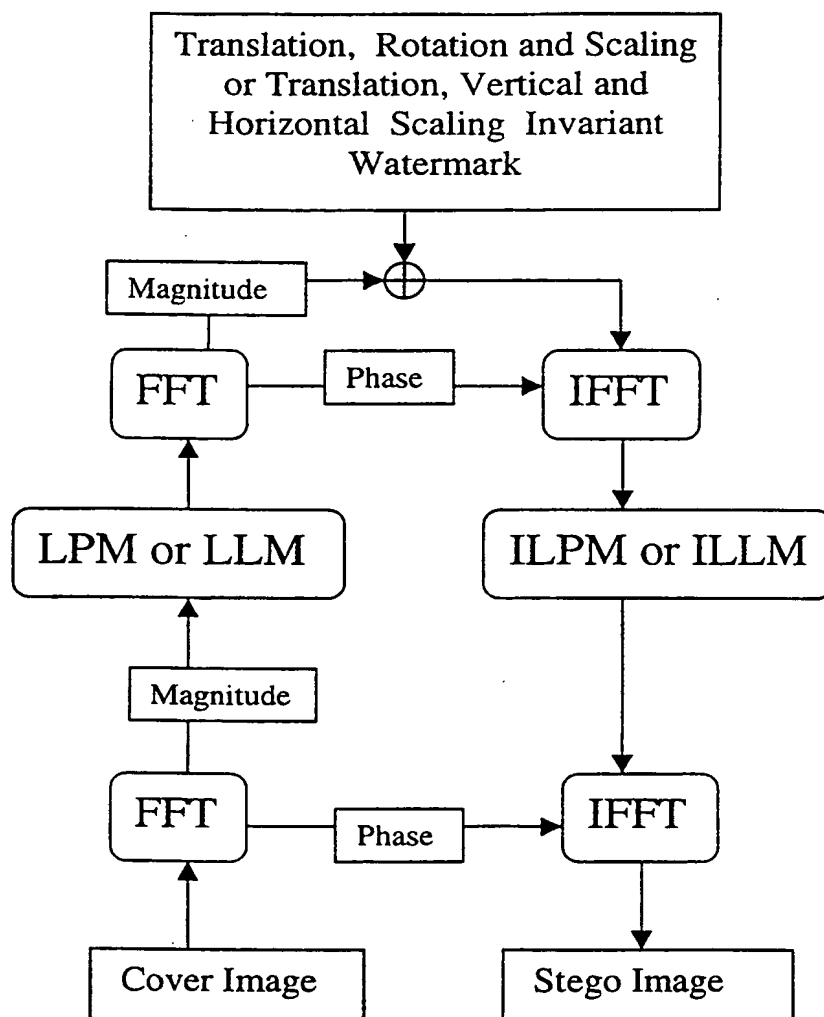 Translation, Rotation and Scaling
or Translation, Vertical and
Horizontal Scaling Invariant
Watermark
Magnitude
FFT
Phase
IFFT
LPM or LLM
ILPM or ILLM
Magnitude
FFT
Phase
IFFT
Cover Image
Stego Image